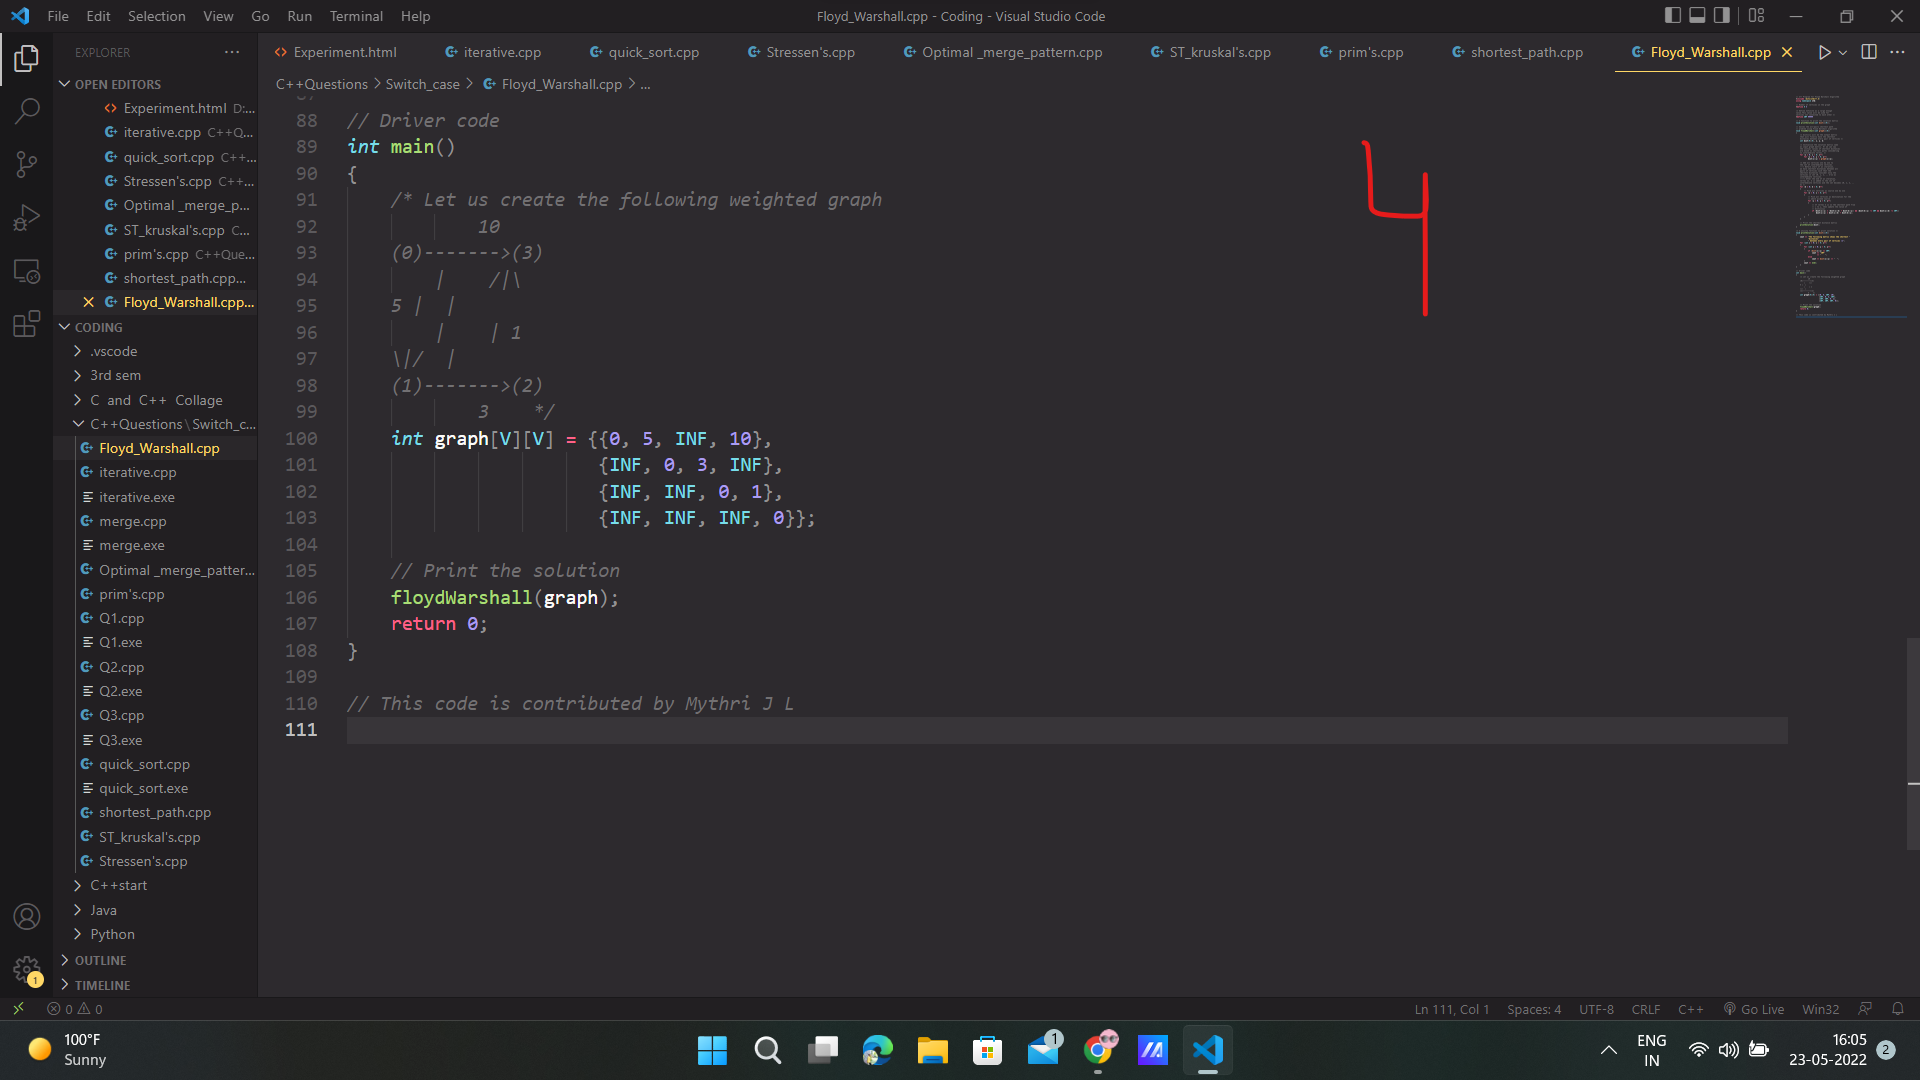 File Edit Selection View Go Run Terminal Help
Floyd_Warshall.cpp - Coding - Visual Studio Code
EXPLORER
OPEN EDITORS
Experiment.html D:...
iterative.cpp C++Q...
quick_sort.cpp C++...
Stressen's.cpp C++...
Optimal _merge_p...
ST_kruskal's.cpp C...
prim's.cpp C++Que...
shortest_path.cpp...
Floyd_Warshall.cpp...
CODING
.vscode
3rd sem
C and C++ Collage
C++Questions\Switch_c...
Floyd_Warshall.cpp
iterative.cpp
iterative.exe
merge.cpp
merge.exe
Optimal _merge_patter...
prim's.cpp
Q1.cpp
Q1.exe
Q2.cpp
Q2.exe
Q3.cpp
Q3.exe
quick_sort.cpp
quick_sort.exe
shortest_path.cpp
ST_kruskal's.cpp
Stressen's.cpp
C++start
Java
Python
OUTLINE
TIMELINE
Experiment.html iterative.cpp quick_sort.cpp Stressen's.cpp Optimal _merge_pattern.cpp ST_kruskal's.cpp prim's.cpp shortest_path.cpp Floyd_Warshall.cpp
C++Questions > Switch_case > Floyd_Warshall.cpp > ...
88 // Driver code
89 int main()
90 {
91 /* Let us create the following weighted graph
92 10
93 (0)------->(3)
94 | /|\
95 5 | |
96 | | 1
97 \|/ |
98 (1)------->(2)
99 3 */
100 int graph[V][V] = {{0, 5, INF, 10},
101 {INF, 0, 3, INF},
102 {INF, INF, 0, 1},
103 {INF, INF, INF, 0}};
104
105 // Print the solution
106 floydWarshall(graph);
107 return 0;
108 }
109
110 // This code is contributed by Mythri J L
111
4
1
0 0
Ln 111, Col 1 Spaces: 4 UTF-8 CRLF C++ Go Live Win32
100°F
Sunny
1
ENG
IN
16:05
23-05-2022
2